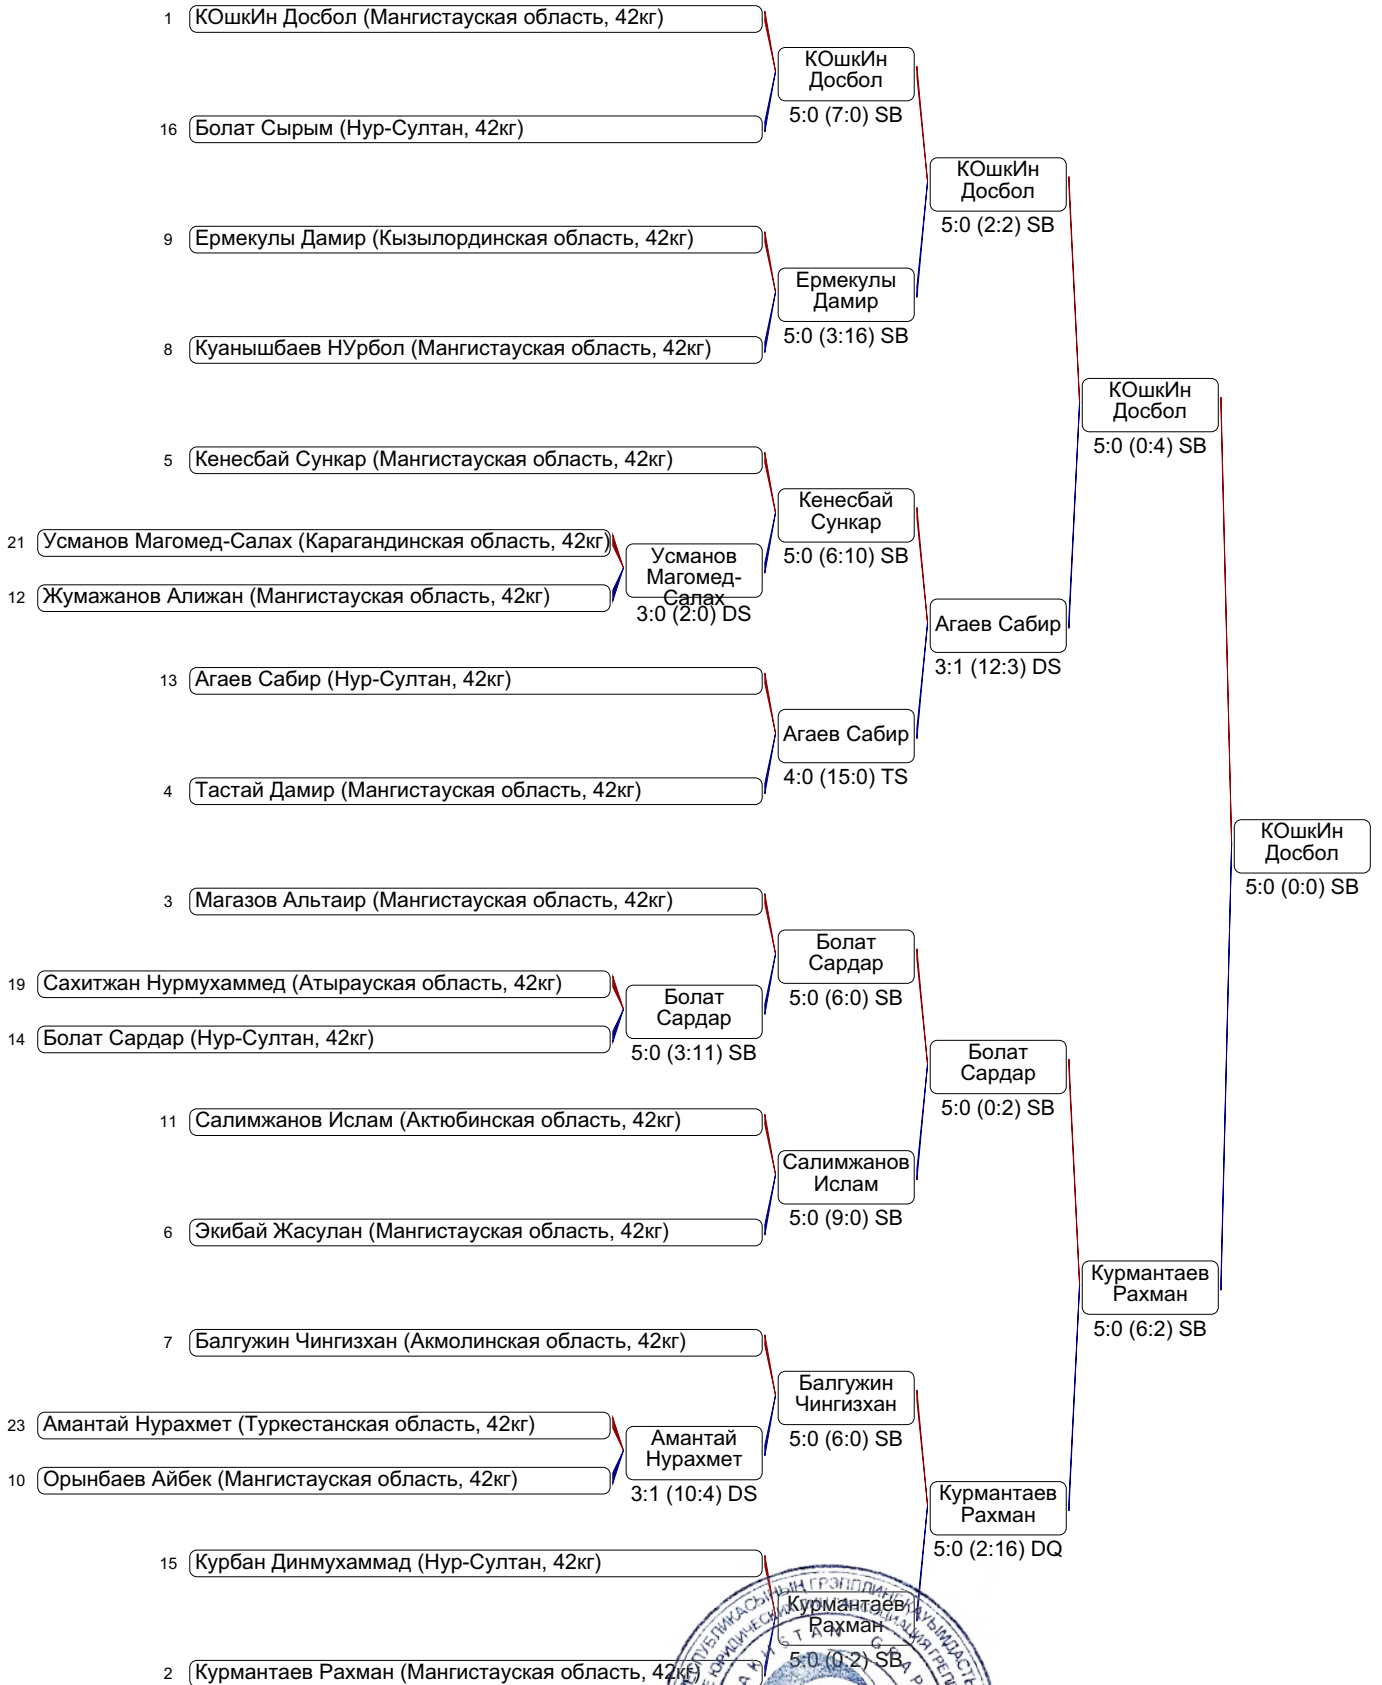 1 КОшкИн Досбол (Мангистауская область, 42кг)
КОшкИн
Досбол
5:0 (7:0) SB
16 Болат Сырым (Нур-Султан, 42кг)
КОшкИн
Досбол
5:0 (2:2) SB
9 Ермекулы Дамир (Кызылординская область, 42кг)
Ермекулы
Дамир
5:0 (3:16) SB
8 Куанышбаев НУрбол (Мангистауская область, 42кг)
КОшкИн
Досбол
5:0 (0:4) SB
5 Кенесбай Сункар (Мангистауская область, 42кг)
Кенесбай
Сункар
5:0 (6:10) SB
21 Усманов Магомед-Салах (Карагандинская область, 42кг)
Усманов
Магомед-
Салах
3:0 (2:0) DS
12 Жумажанов Алижан (Мангистауская область, 42кг)
Агаев Сабир
3:1 (12:3) DS
13 Агаев Сабир (Нур-Султан, 42кг)
Агаев Сабир
4:0 (15:0) TS
4 Тастай Дамир (Мангистауская область, 42кг)
КОшкИн
Досбол
5:0 (0:0) SB
3 Магазов Альтаир (Мангистауская область, 42кг)
Болат
Сардар
5:0 (6:0) SB
19 Сахитжан Нурмухаммед (Атырауская область, 42кг)
Болат
Сардар
5:0 (3:11) SB
14 Болат Сардар (Нур-Султан, 42кг)
Болат
Сардар
5:0 (0:2) SB
11 Салимжанов Ислам (Актюбинская область, 42кг)
Салимжанов
Ислам
5:0 (9:0) SB
6 Экибай Жасулан (Мангистауская область, 42кг)
Курмантаев
Рахман
5:0 (6:2) SB
7 Балгужин Чингизхан (Акмолинская область, 42кг)
Балгужин
Чингизхан
5:0 (6:0) SB
23 Амантай Нурахмет (Туркестанская область, 42кг)
Амантай
Нурахмет
3:1 (10:4) DS
10 Орынбаев Айбек (Мангистауская область, 42кг)
Курмантаев
Рахман
5:0 (2:16) DQ
15 Курбан Динмухаммад (Нур-Султан, 42кг)
Курмантаев
Рахман
5:0 (0:2) SB
2 Курмантаев Рахман (Мангистауская область, 42кг)